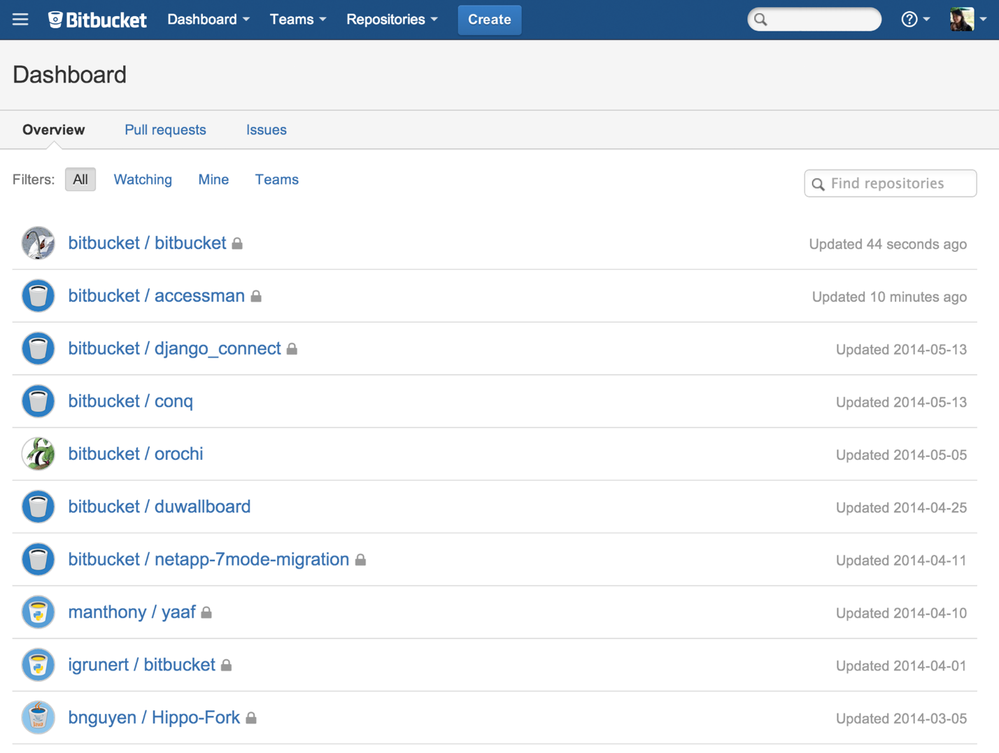 Bitbucket Dashboard Teams Repositories Create
Dashboard
Overview Pull requests Issues
Filters: All Watching Mine Teams Find repositories
bitbucket / bitbucket Updated 44 seconds ago
bitbucket / accessman Updated 10 minutes ago
bitbucket / django_connect Updated 2014-05-13
bitbucket / conq Updated 2014-05-13
bitbucket / orochi Updated 2014-05-05
bitbucket / duwallboard Updated 2014-04-25
bitbucket / netapp-7mode-migration Updated 2014-04-11
manthony / yaaf Updated 2014-04-10
igrunert / bitbucket Updated 2014-04-01
bnguyen / Hippo-Fork Updated 2014-03-05